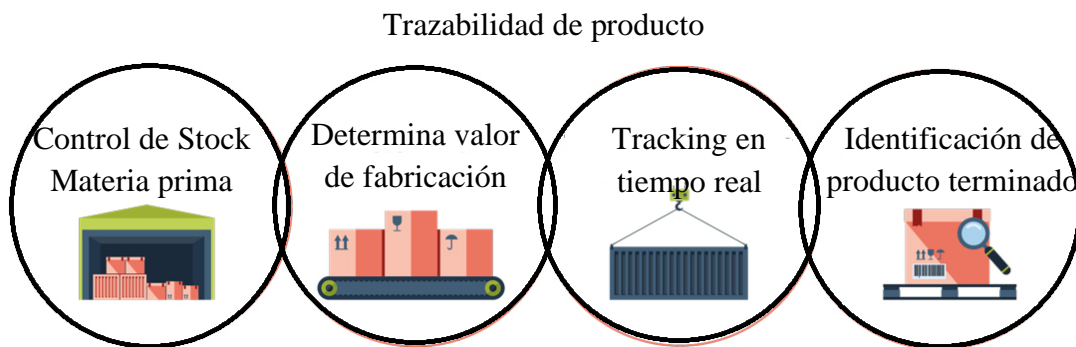 Trazabilidad de producto
Control de Stock
Materia prima
Determina valor
de fabricación
Tracking en
tiempo real
Identificación de
producto terminado